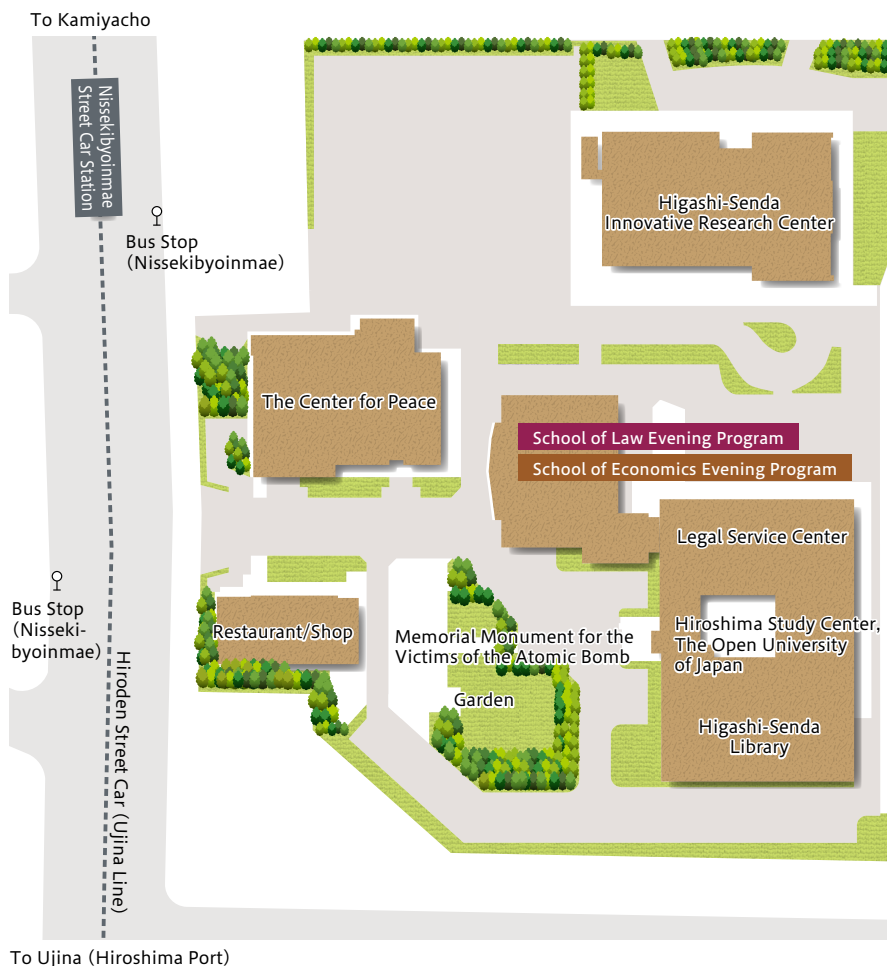 To Kamiyacho
Nissekibyoinmae
Street Car Station
Bus Stop
(Nissekibyoinmae)
Higashi-Senda
Innovative Research Center
The Center for Peace
School of Law Evening Program
School of Economics Evening Program
Legal Service Center
Bus Stop
(Nisseki-
byoinmae)
Restaurant/Shop
Memorial Monument for the
Victims of the Atomic Bomb
Hiroshima Study Center,
The Open University
of Japan
Garden
Higashi-Senda
Library
Hiroden Street Car (Ujina Line)
To Ujina (Hiroshima Port)